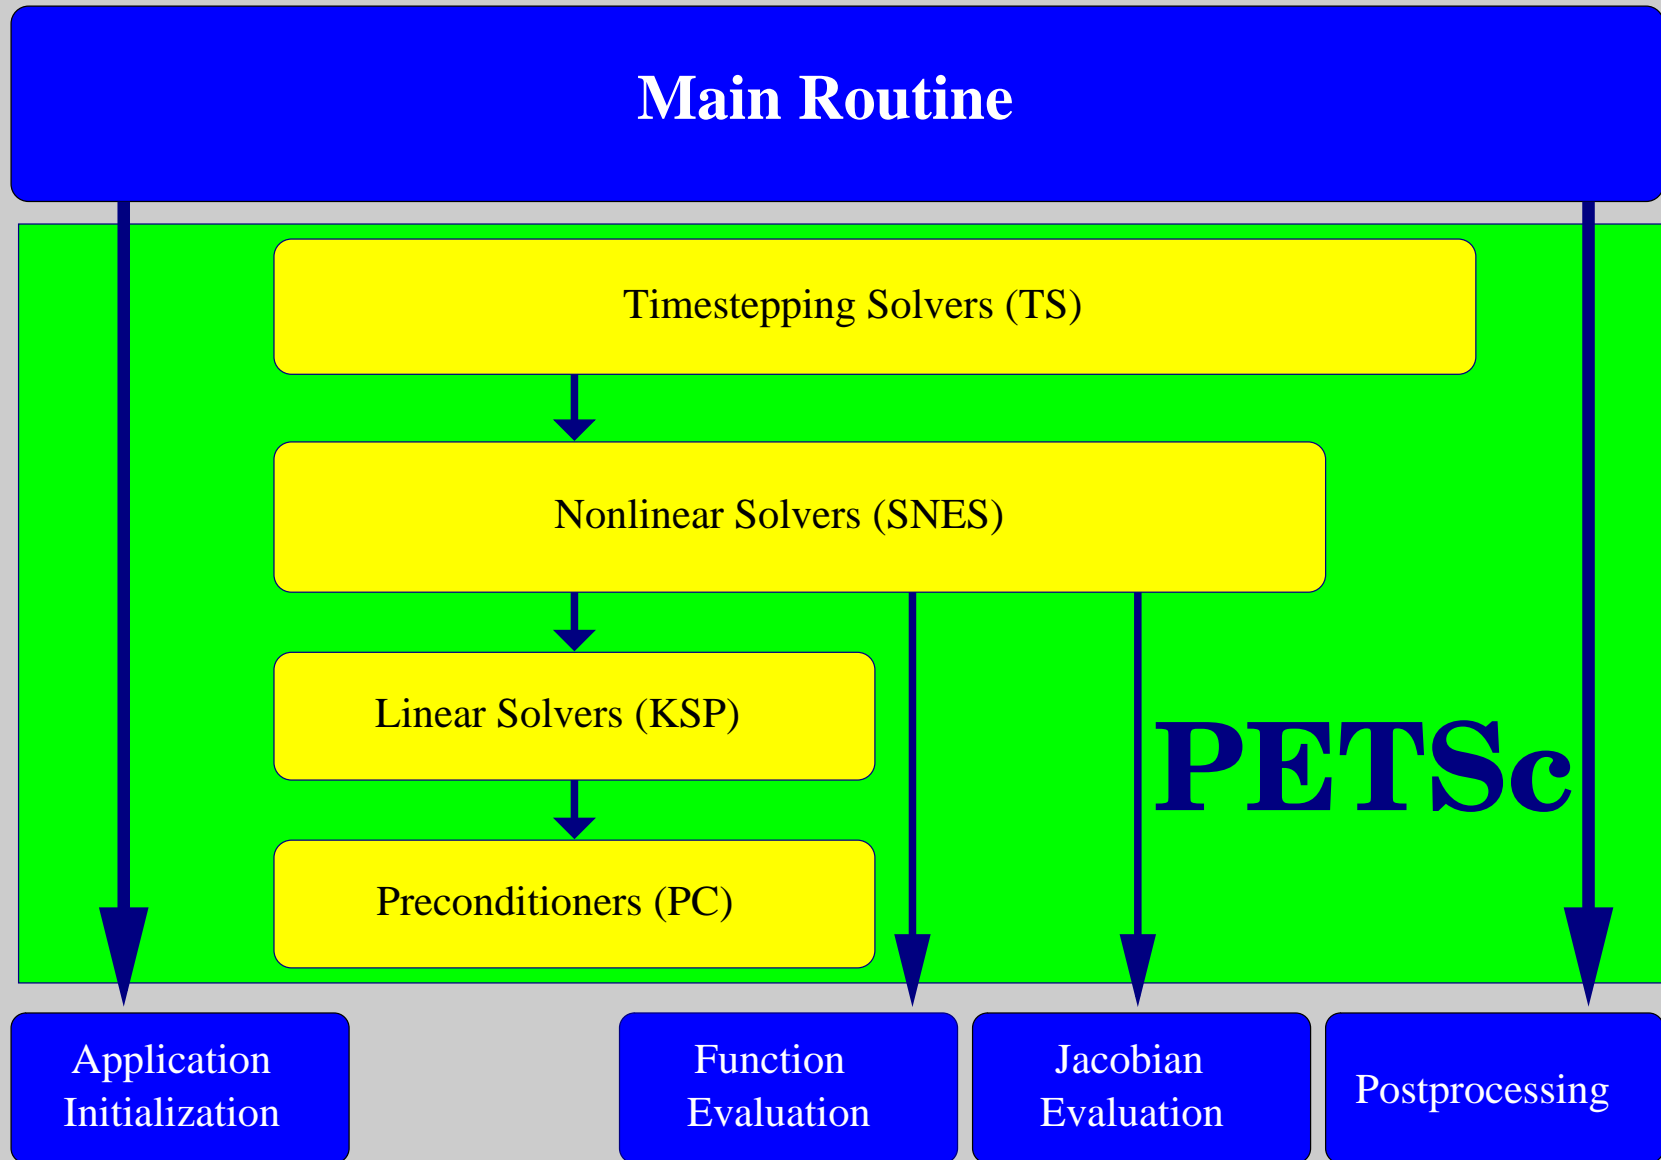 Main Routine
Timestepping Solvers (TS)
Nonlinear Solvers (SNES)
Linear Solvers (KSP)
PETSc
Preconditioners (PC)
Application
Initialization
Function
Evaluation
Jacobian
Evaluation
Postprocessing